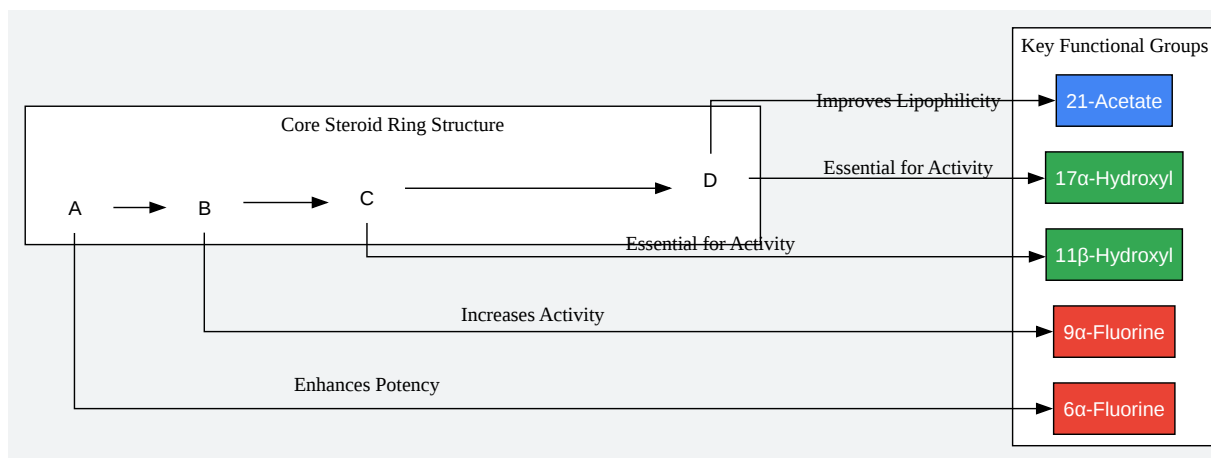 Key Functional Groups
Improves Lipophilicity
21-Acetate
Core Steroid Ring Structure
Essential for Activity
17α-Hydroxyl
D
A
B
C
Essential for Activity
11β-Hydroxyl
Increases Activity
9α-Fluorine
Enhances Potency
6α-Fluorine